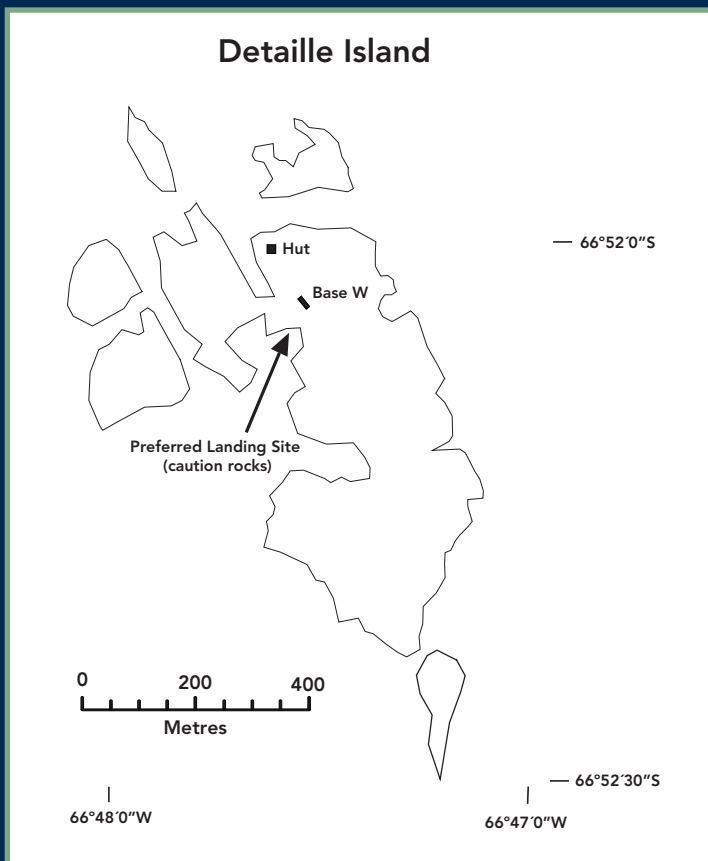 Detaille Island
66°52´0”S
Hut
Base W
Preferred Landing Site
(caution rocks)
0 200 400
Metres
66°52´30”S
66°48´0”W
66°47´0”W